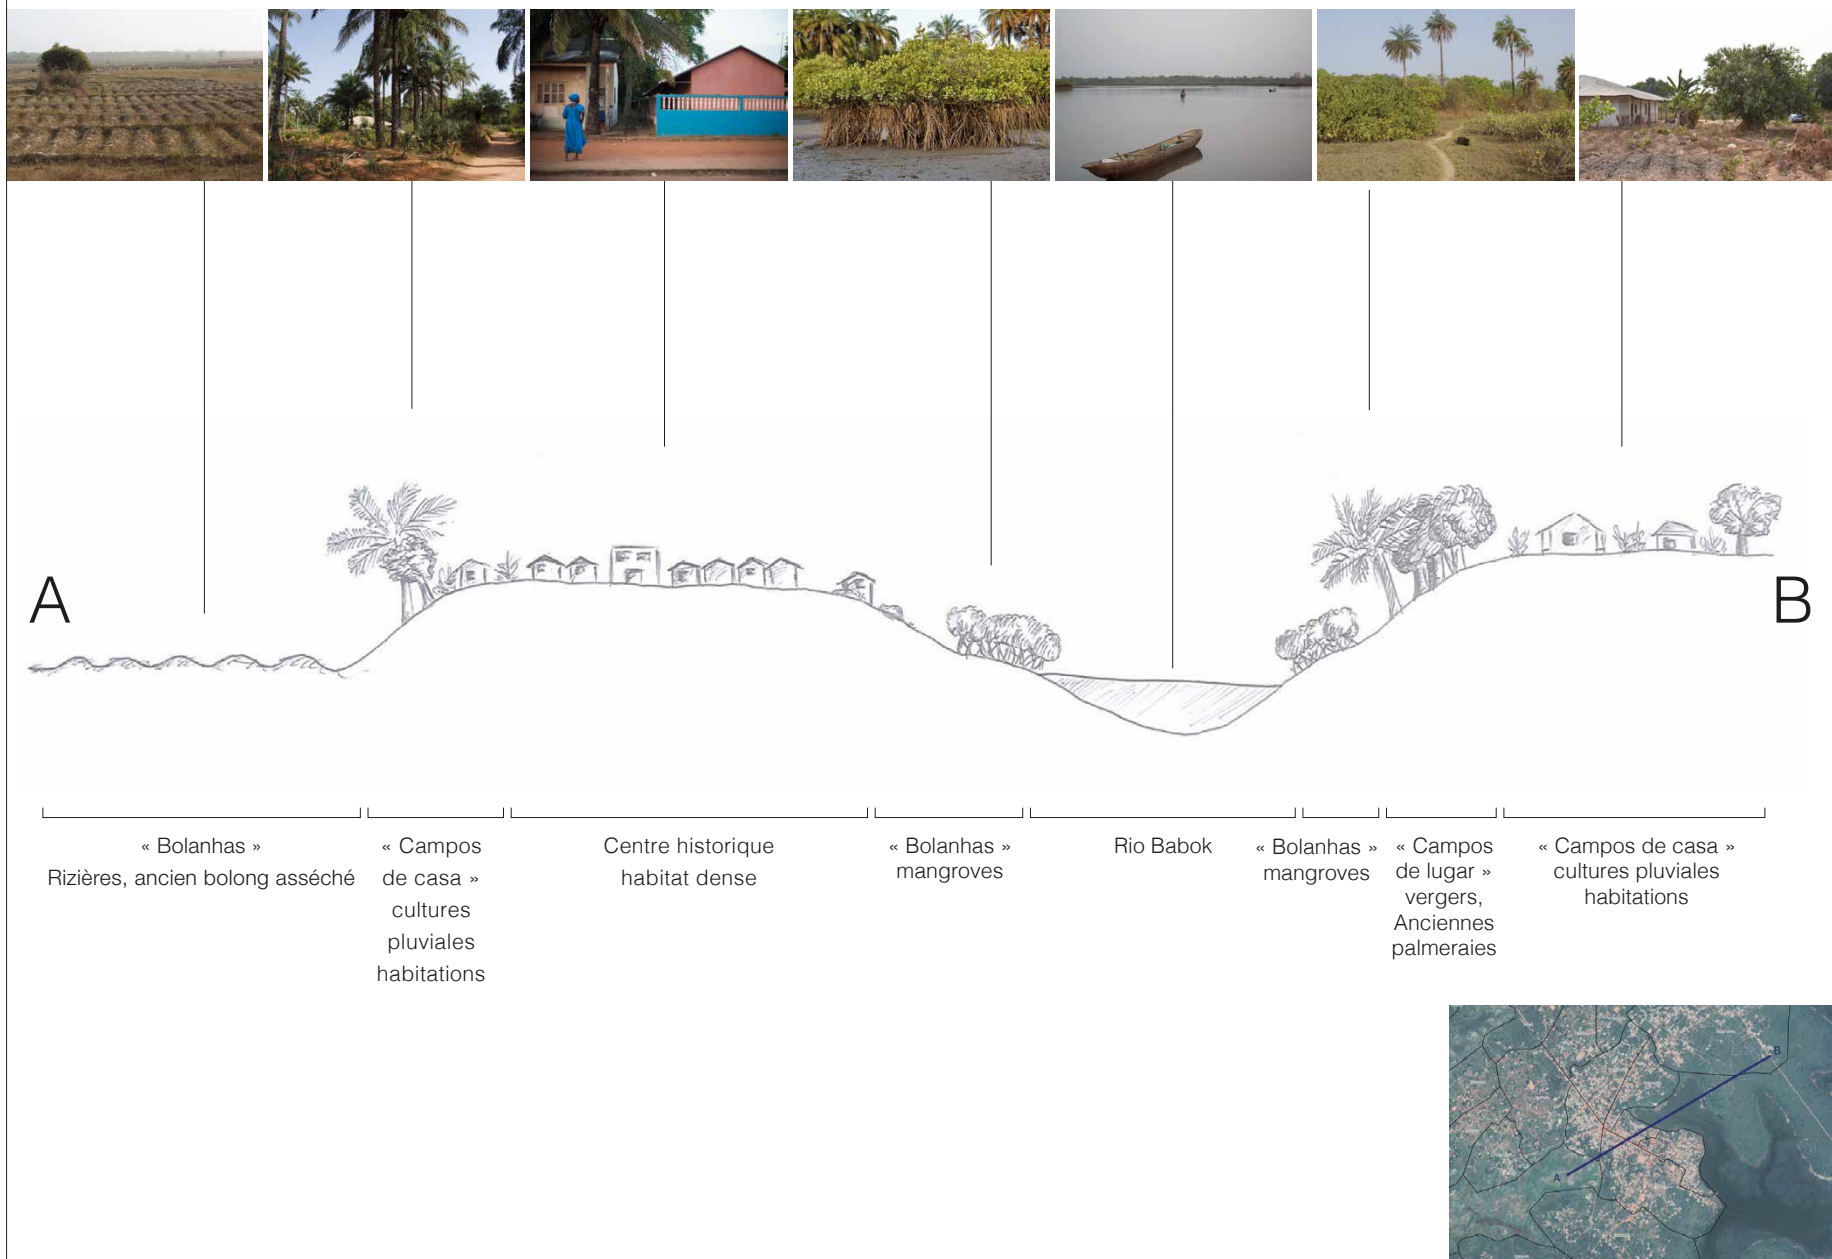 A
B
« Bolanhas »
Rizières, ancien bolong asséché
« Campos
de casa »
cultures
pluviales
habitations
Centre historique
habitat dense
« Bolanhas »
mangroves
Rio Babok
« Bolanhas »
mangroves
« Campos
de lugar »
vergers,
Anciennes
palmeraies
« Campos de casa »
cultures pluviales
habitations
B
A